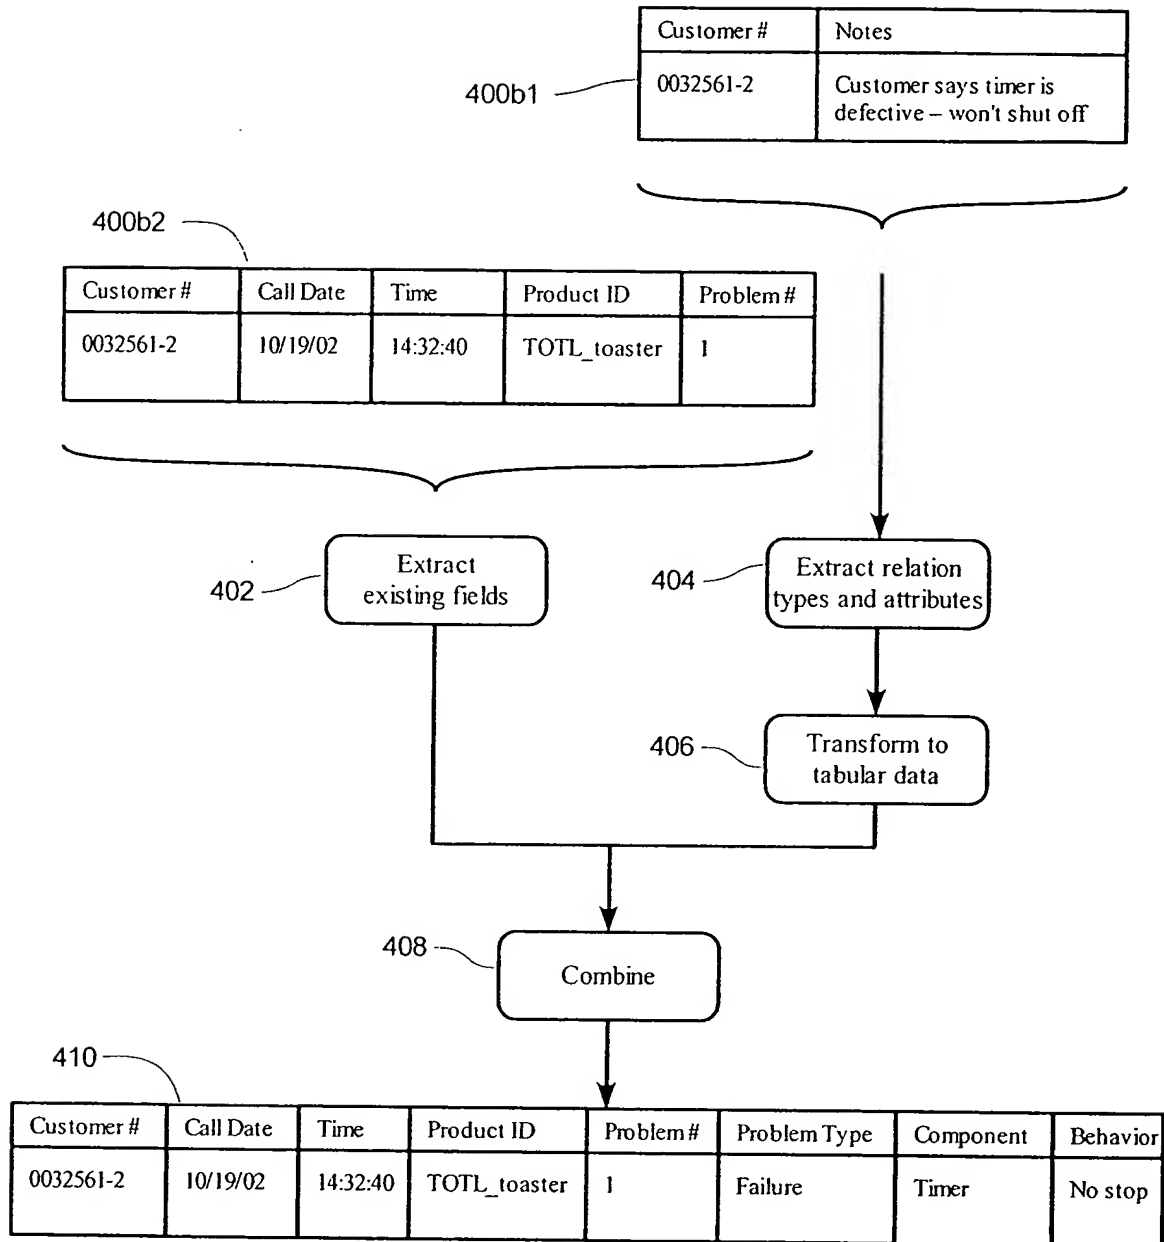 Customer # Notes
400b1
0032561-2 Customer says timer is
defective – won't shut off
400b2
Customer # Call Date Time Product ID Problem #
0032561-2 10/19/02 14:32:40 TOTL_toaster 1
402
Extract
existing fields
404
Extract relation
types and attributes
406
Transform to
tabular data
408
Combine
410
Customer # Call Date Time Product ID Problem # Problem Type Component Behavior
0032561-2 10/19/02 14:32:40 TOTL_toaster 1 Failure Timer No stop